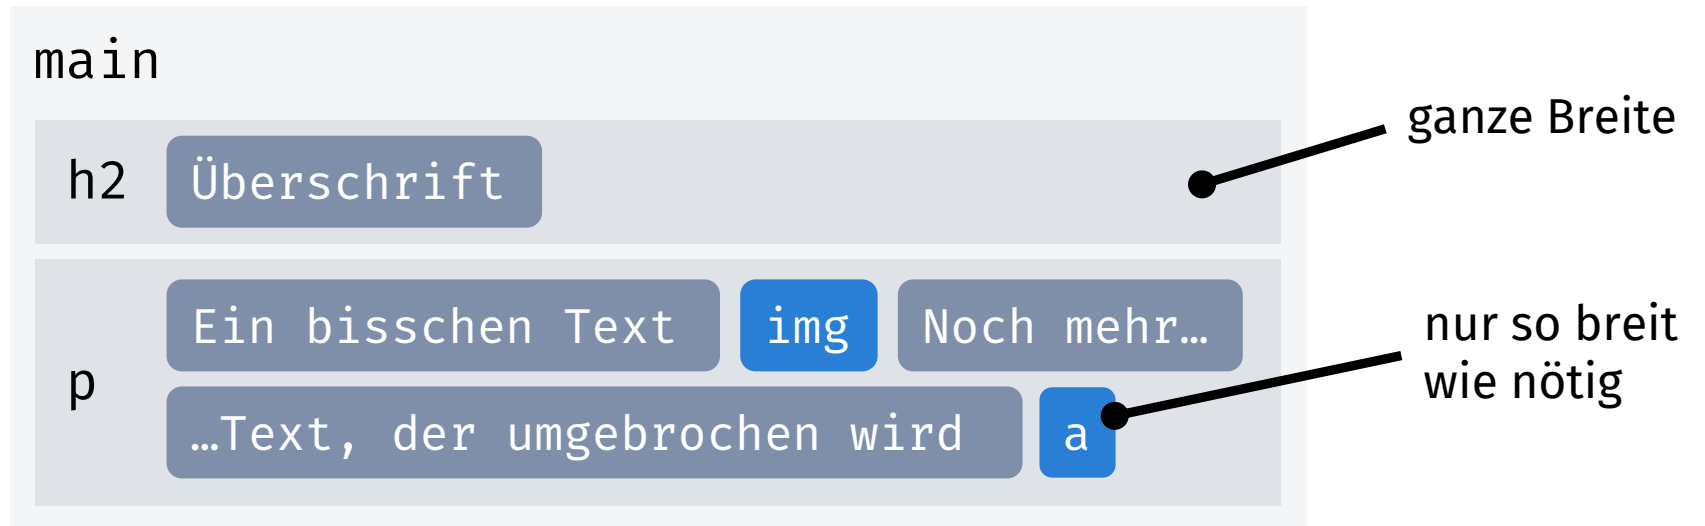 main
h2 Überschrift
ganze Breite
p
Ein bisschen Text img Noch mehr…
…Text, der umgebrochen wird a
nur so breit
wie nötig